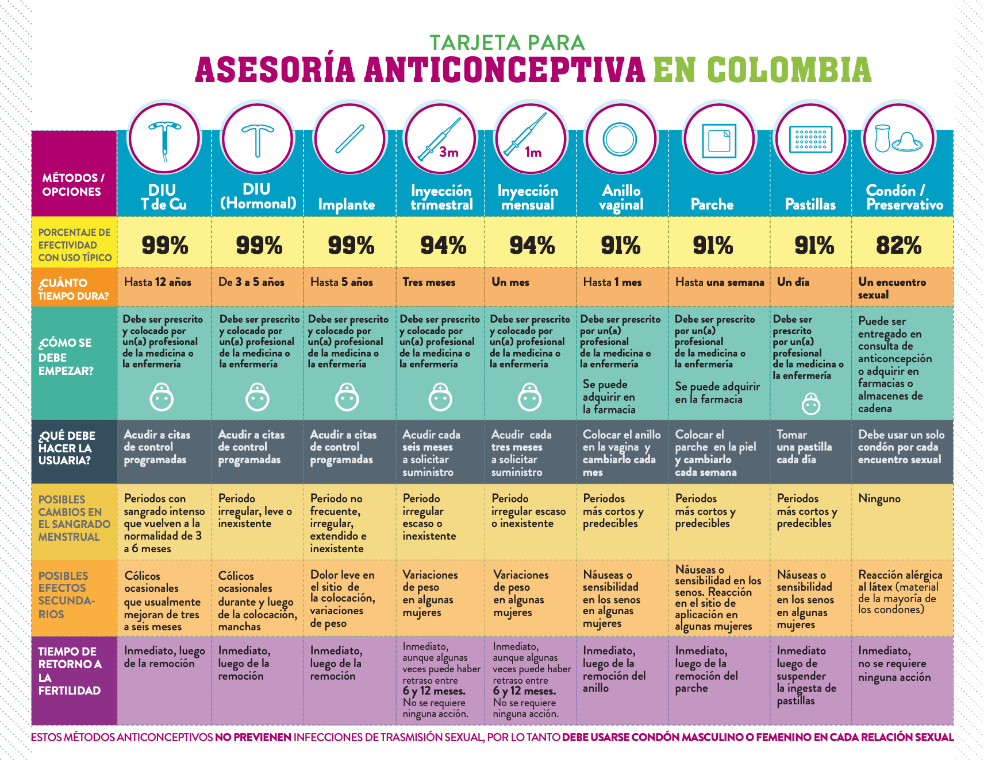 TARJETA PARA
ASESORÍA ANTICONCEPTIVA EN COLOMBIA
3m
1m
MÉTODOS /
OPCIONES
DIU
T de Cu
DIU
(Hormonal)
Implante
Inyección
trimestral
Inyección
mensual
Anillo
vaginal
Parche
Pastillas
Condón /
Preservativo
PORCENTAJE DE
EFECTIVIDAD
CON USO TÍPICO
99%
99%
99%
94%
94%
91%
91%
91%
82%
¿CUÁNTO
TIEMPO DURA?
Hasta 12 años
De 3 a 5 años
Hasta 5 años
Tres meses
Un mes
Hasta 1 mes
Hasta una semana
Un día
Un encuentro
sexual
¿CÓMO SE
DEBE
EMPEZAR?
Debe ser prescrito
y colocado por
un(a) profesional
de la medicina o
la enfermería
Debe ser prescrito
y colocado por
un(a) profesional
de la medicina o
la enfermería
Debe ser prescrito
y colocado por
un(a) profesional
de la medicina o
la enfermería
Debe ser prescrito
y colocado por
un(a) profesional
de la medicina o
la enfermería
Debe ser prescrito
y colocado por
un(a) profesional
de la medicina o
la enfermería
Debe ser prescrito
por un(a)
profesional
de la medicina o
la enfermería
Se puede
adquirir en
la farmacia
Debe ser prescrito
por un(a)
profesional
de la medicina o
la enfermería
Se puede adquirir
en la farmacia
Debe ser
prescrito
por un(a)
profesional
de la medicina o
la enfermería
Puede ser
entregado en
consulta de
anticoncepción
o adquirir en
farmacias o
almacenes de
cadena
¿QUÉ DEBE
HACER LA
USUARIA?
Acudir a citas
de control
programadas
Acudir a citas
de control
programadas
Acudir a citas
de control
programadas
Acudir cada
seis meses
a solicitar
suministro
Acudir cada
tres meses
a solicitar
suministro
Colocar el anillo
en la vagina y
cambiarlo cada
mes
Colocar el
parche en la piel
y cambiarlo
cada semana
Tomar
una pastilla
cada día
Debe usar un solo
condón por cada
encuentro sexual
POSIBLES
CAMBIOS EN
EL SANGRADO
MENSTRUAL
Periodos con
sangrado intenso
que vuelven a la
normalidad de 3
a 6 meses
Periodo
irregular, leve o
inexistente
Periodo no
frecuente,
irregular,
extendido e
inexistente
Periodo
irregular
escaso o
inexistente
Periodo
irregular escaso
o inexistente
Periodos
más cortos y
predecibles
Periodos
más cortos y
predecibles
Periodos
más cortos y
predecibles
Ninguno
POSIBLES
EFECTOS
SECUNDA-
RIOS
Cólicos
ocasionales
que usualmente
mejoran de tres
a seis meses
Cólicos
ocasionales
durante y luego
de la colocación,
manchas
Dolor leve en
el sitio de
la colocación,
variaciones
de peso
Variaciones
de peso
en algunas
mujeres
Variaciones
de peso
en algunas
mujeres
Náuseas o
sensibilidad
en los senos
en algunas
mujeres
Náuseas o
sensibilidad en los
senos. Reacción
en el sitio de
aplicación en
algunas mujeres
Náuseas o
sensibilidad
en los senos
en algunas
mujeres
Reacción alérgica
al látex (material
de la mayoría de
los condones)
TIEMPO DE
RETORNO A
LA
FERTILIDAD
Inmediato, luego
de la remoción
Inmediato,
luego de la
remoción
Inmediato,
luego de la
remoción
Inmediato,
aunque algunas
veces puede haber
retraso entre
6 y 12 meses.
No se requiere
ninguna acción.
Inmediato,
aunque algunas
veces puede haber
retraso entre
6 y 12 meses.
No se requiere
ninguna acción.
Inmediato,
luego de la
remoción del
anillo
Inmediato,
luego de la
remoción del
parche
Inmediato
luego de
suspender
la ingesta de
pastillas
Inmediato,
no se requiere
ninguna acción
ESTOS MÉTODOS ANTICONCEPTIVOS NO PREVIENEN INFECCIONES DE TRASMISIÓN SEXUAL, POR LO TANTO DEBE USARSE CONDÓN MASCULINO O FEMENINO EN CADA RELACIÓN SEXUAL